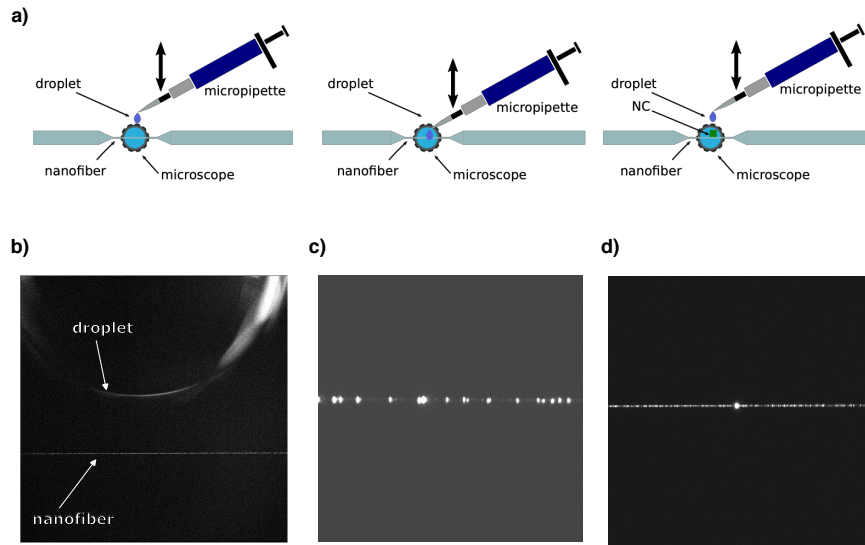 a)
droplet
micropipette
nanofiber
microscope
droplet
micropipette
nanofiber
microscope
droplet
NC
micropipette
nanofiber
microscope
b)
c)
d)
droplet
nanofiber